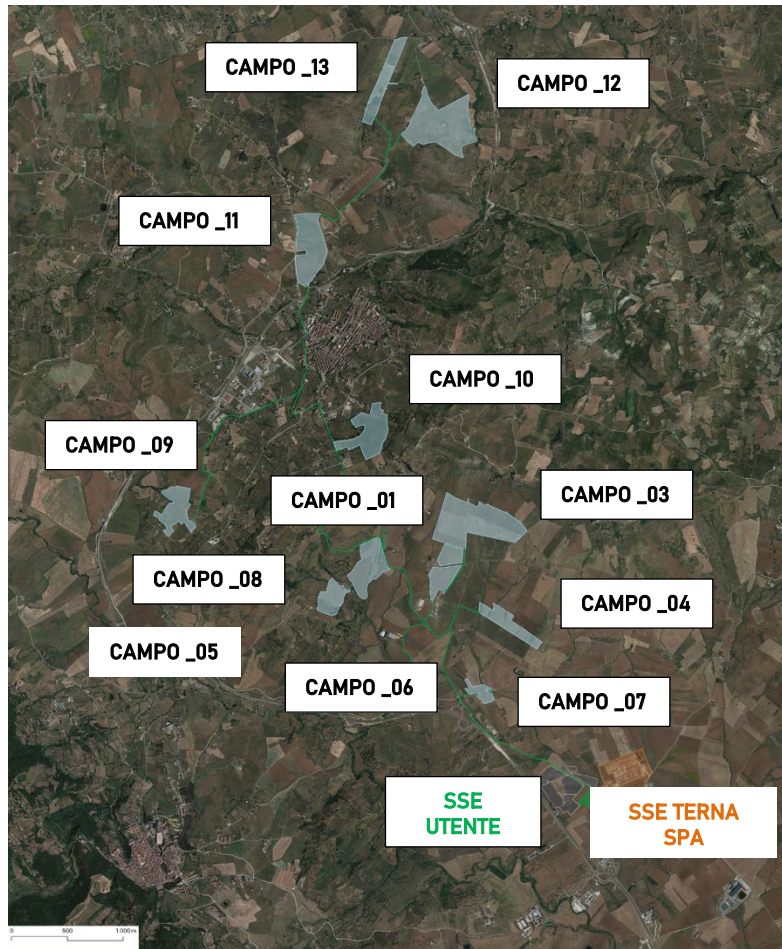 CAMPO _13
CAMPO _12
CAMPO _11
CAMPO _10
CAMPO _09
CAMPO _01
CAMPO _03
CAMPO _08
CAMPO _04
CAMPO _05
CAMPO _06
CAMPO _07
SSE
UTENTE
SSE TERNA
SPA
0 500 1000 m